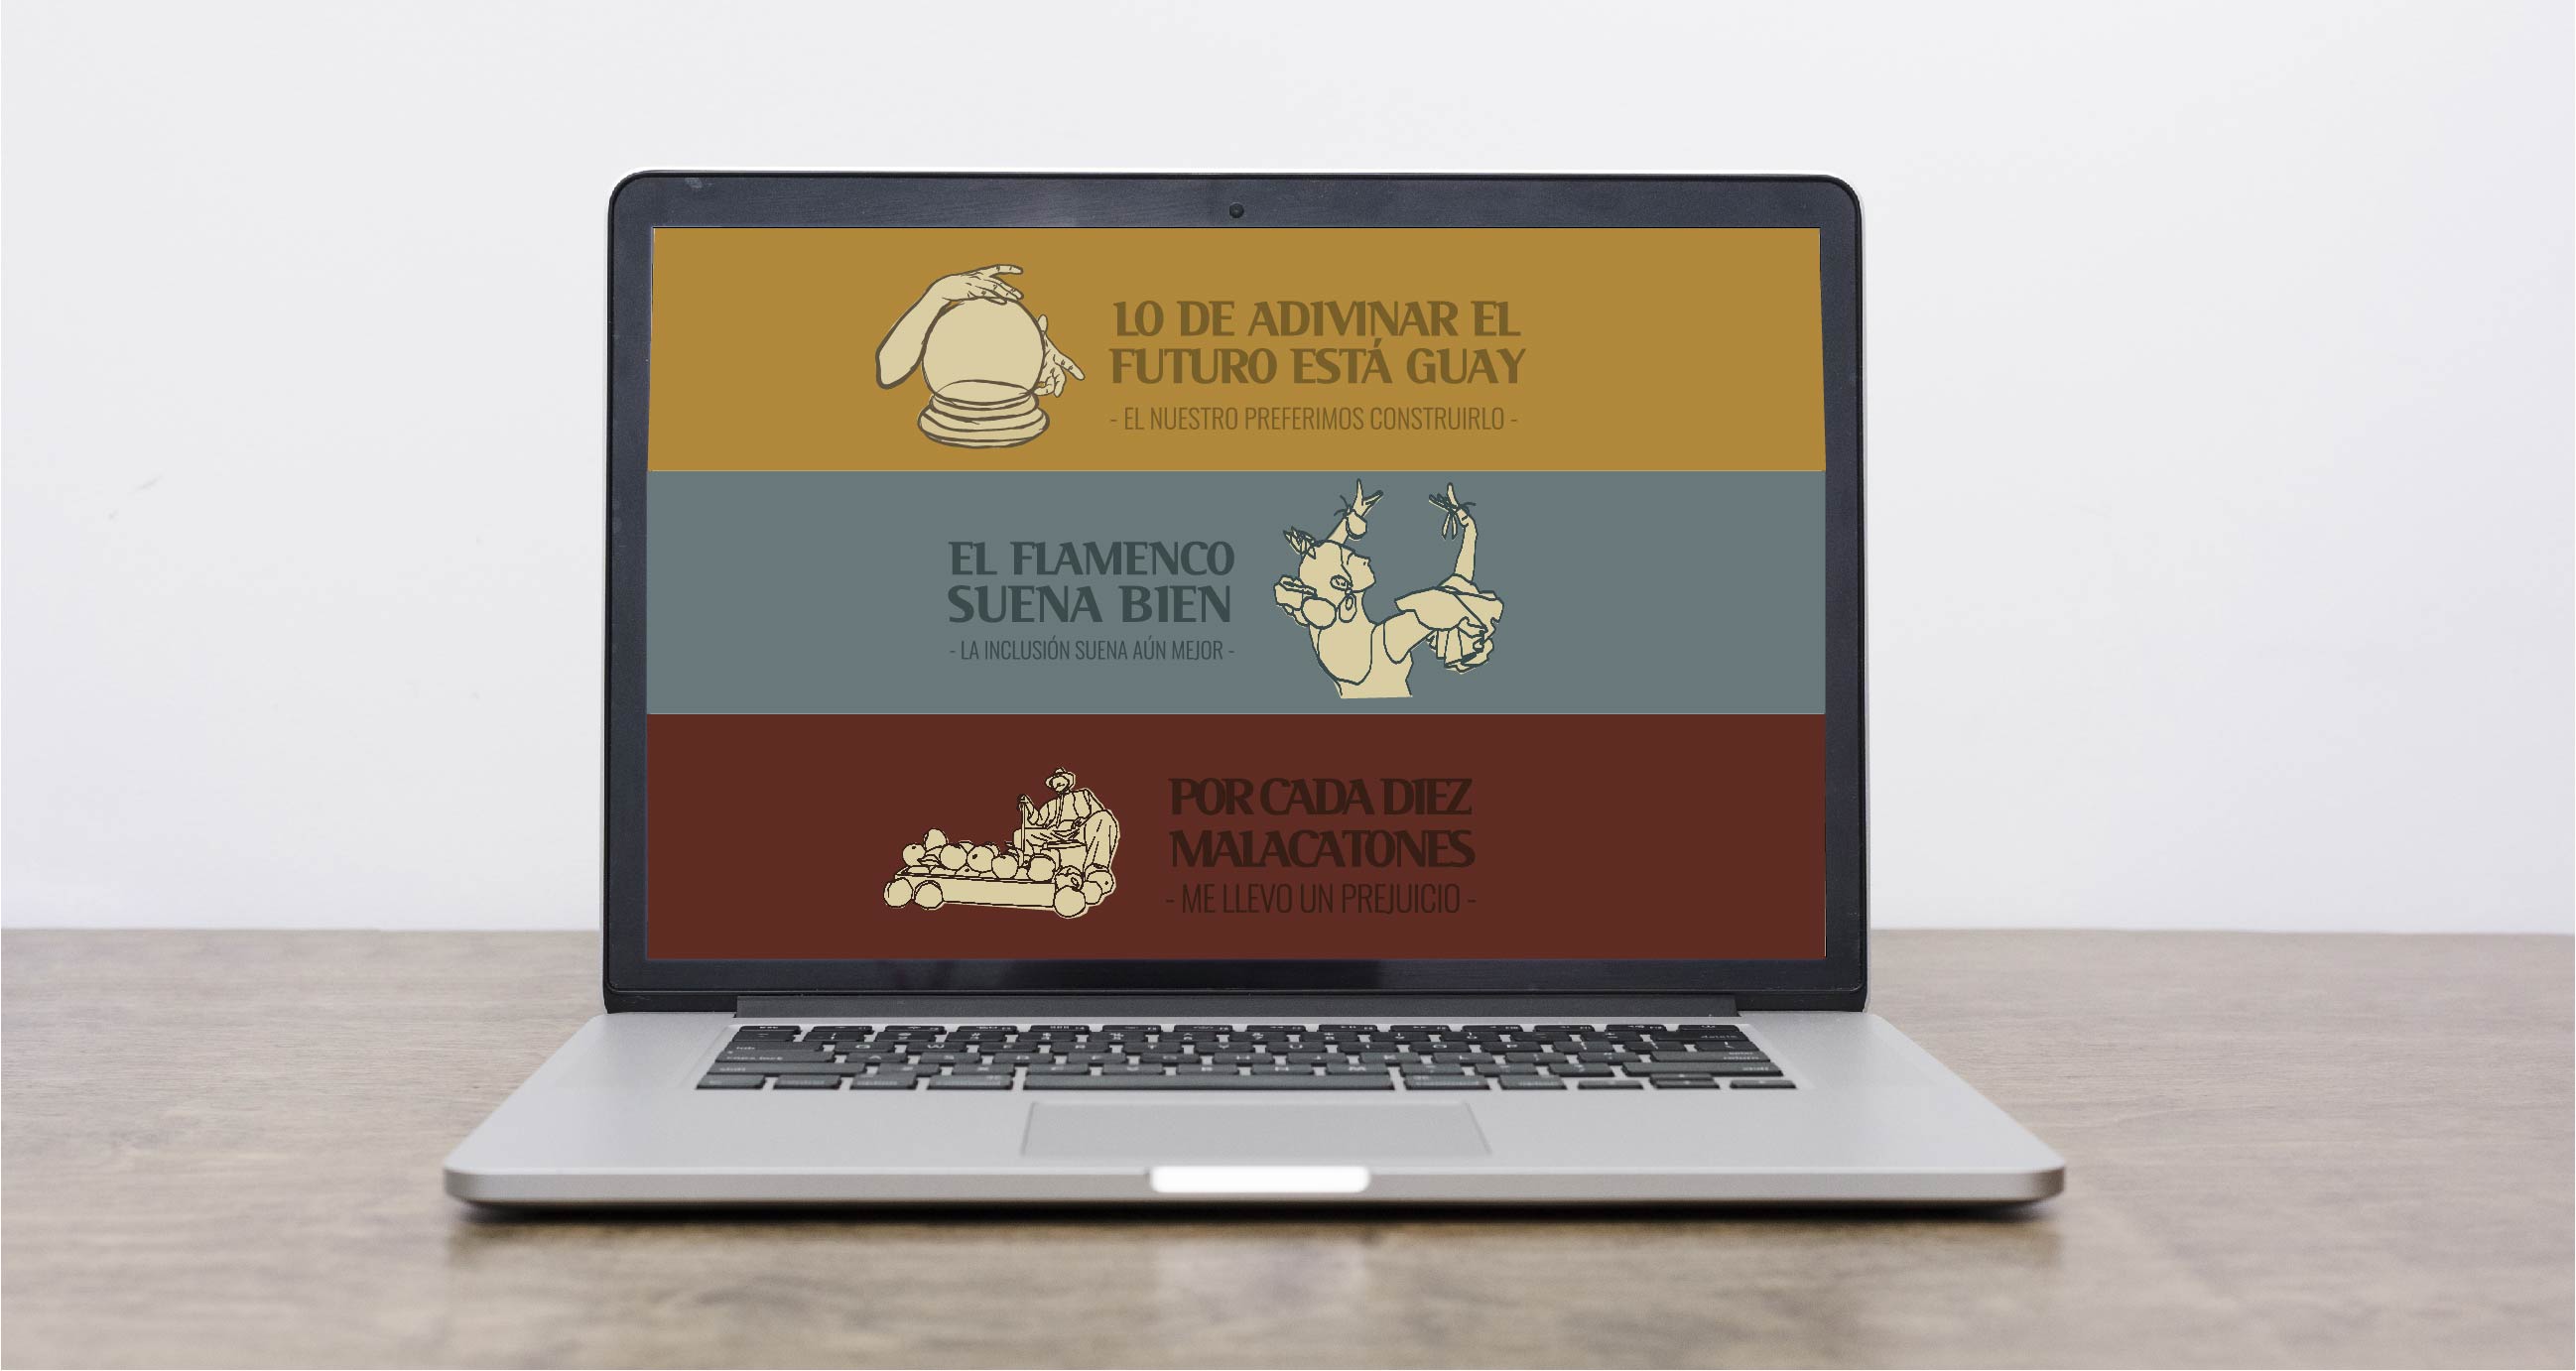 LO DE ADIVINAR EL
FUTURO ESTÁ GUAY
- EL NUESTRO PREFERIMOS CONSTRUIRLO -
EL FLAMENCO
SUENA BIEN
- LA INCLUSIÓN SUENA AÚN MEJOR -
POR CADA DIEZ
MALACATONES
- ME LLEVO UN PREJUICIO -